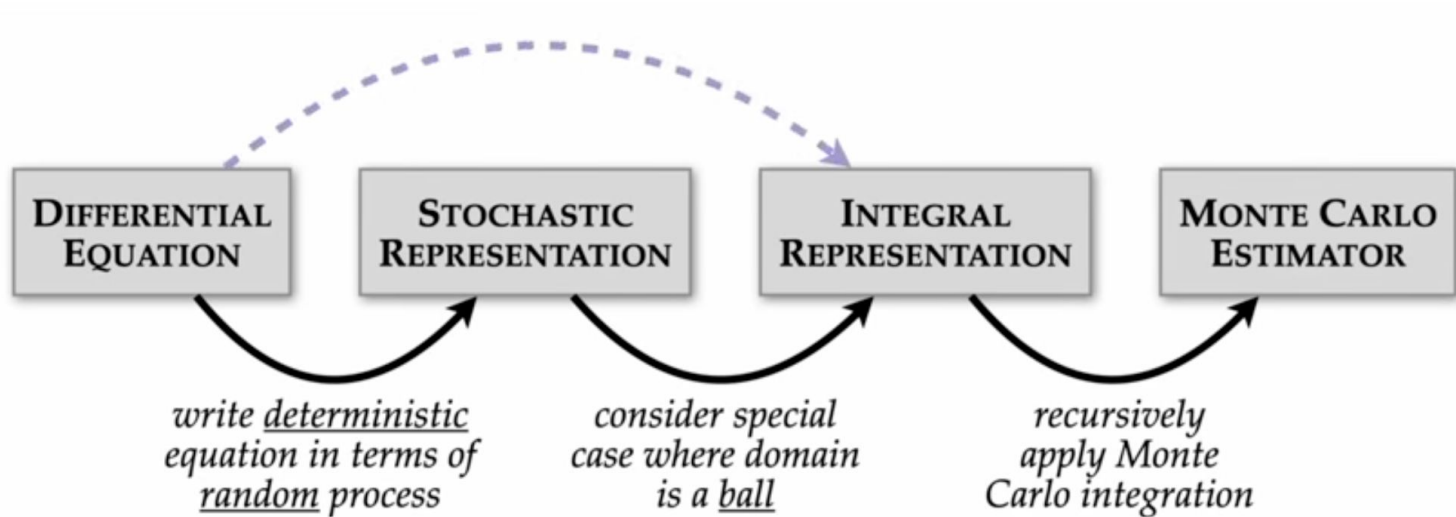 DIFFERENTIAL
EQUATION
STOCHASTIC
REPRESENTATION
INTEGRAL
REPRESENTATION
MONTE CARLO
ESTIMATOR
write deterministic
equation in terms of
random process
consider special
case where domain
is a ball
recursively
apply Monte
Carlo integration